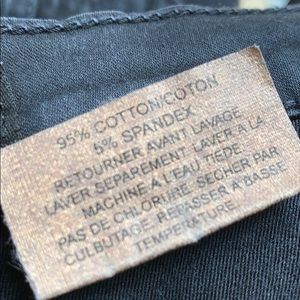 95% COTTON/COTON
5% SPANDEX
RETOURNER AVANT LAVAGE
LAVER SEPAREMENT. LAVER A LA
MACHINE A L'EAU TIEDE
PAS DE CHLORURE. SECHER PAR
CULBUTAGE. REPASSER A BASSE
TEMPERATURE.